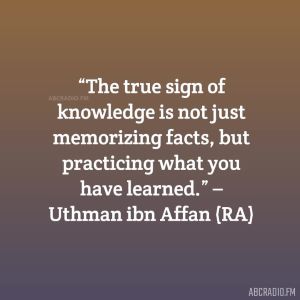 “The true sign of
ABCRADIO.FM
knowledge is not just
memorizing facts, but
practicing what you
have learned.” –
Uthman ibn Affan (RA)
ABCRADIO.FM